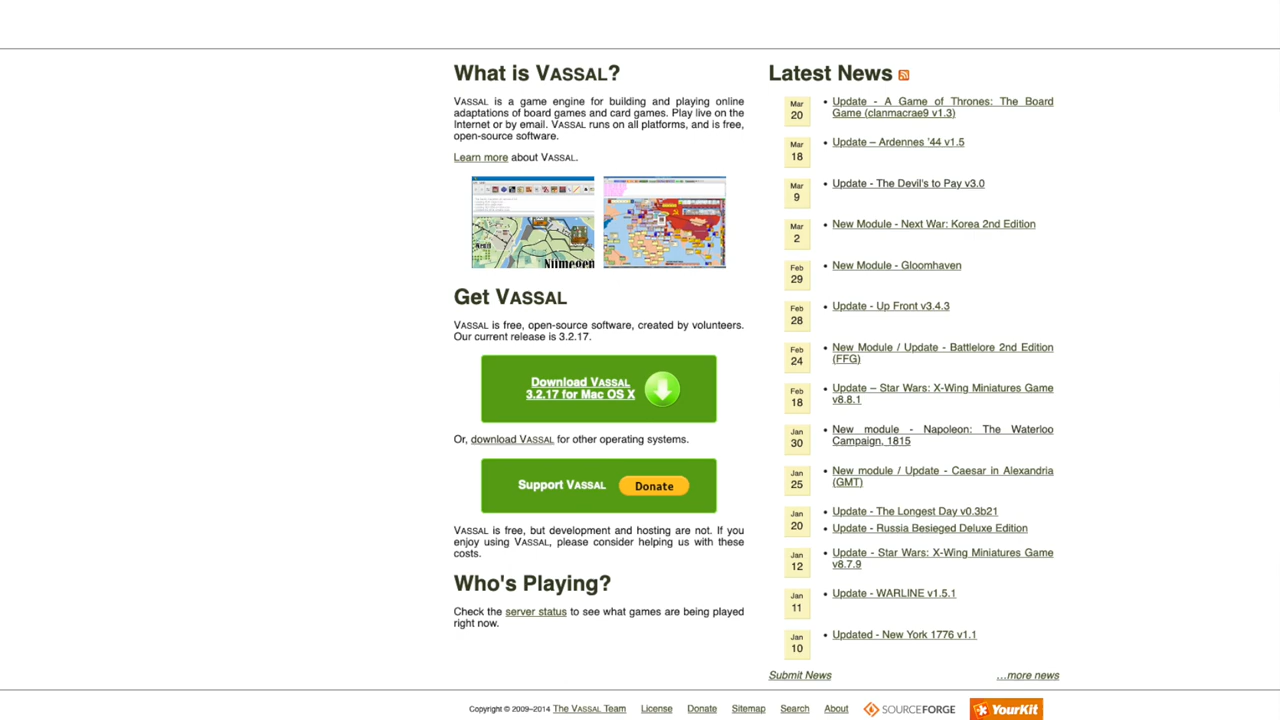 What is VASSAL?
VASSAL is a game engine for building and playing online
adaptations of board games and card games. Play live on the
Internet or by email. VASSAL runs on all platforms, and is free,
open-source software.
Learn more about VASSAL.
Nijmegen
Get VASSAL
VASSAL is free, open-source software, created by volunteers.
Our current release is 3.2.17.
Download VASSAL
3.2.17 for Mac OS X
Or, download VASSAL for other operating systems.
Support VASSAL Donate
VASSAL is free, but development and hosting are not. If you
enjoy using VASSAL, please consider helping us with these
costs.
Who's Playing?
Check the server status to see what games are being played
right now.
Latest News
Mar
20
• Update - A Game of Thrones: The Board
Game (clanmacrae9 v1.3)
Mar
18
• Update – Ardennes '44 v1.5
Mar
9
• Update - The Devil's to Pay v3.0
Mar
2
• New Module - Next War: Korea 2nd Edition
Feb
29
• New Module - Gloomhaven
Feb
28
• Update - Up Front v3.4.3
Feb
24
• New Module / Update - Battlelore 2nd Edition
(FFG)
Feb
18
• Update – Star Wars: X-Wing Miniatures Game
v8.8.1
Jan
30
• New module - Napoleon: The Waterloo
Campaign, 1815
Jan
25
• New module / Update - Caesar in Alexandria
(GMT)
Jan
20
• Update - The Longest Day v0.3b21
• Update - Russia Besieged Deluxe Edition
Jan
12
• Update - Star Wars: X-Wing Miniatures Game
v8.7.9
Jan
11
• Update - WARLINE v1.5.1
Jan
10
• Updated - New York 1776 v1.1
Submit News ...more news
Copyright © 2009–2014 The VASSAL Team License Donate Sitemap Search About SOURCEFORGE YourKit